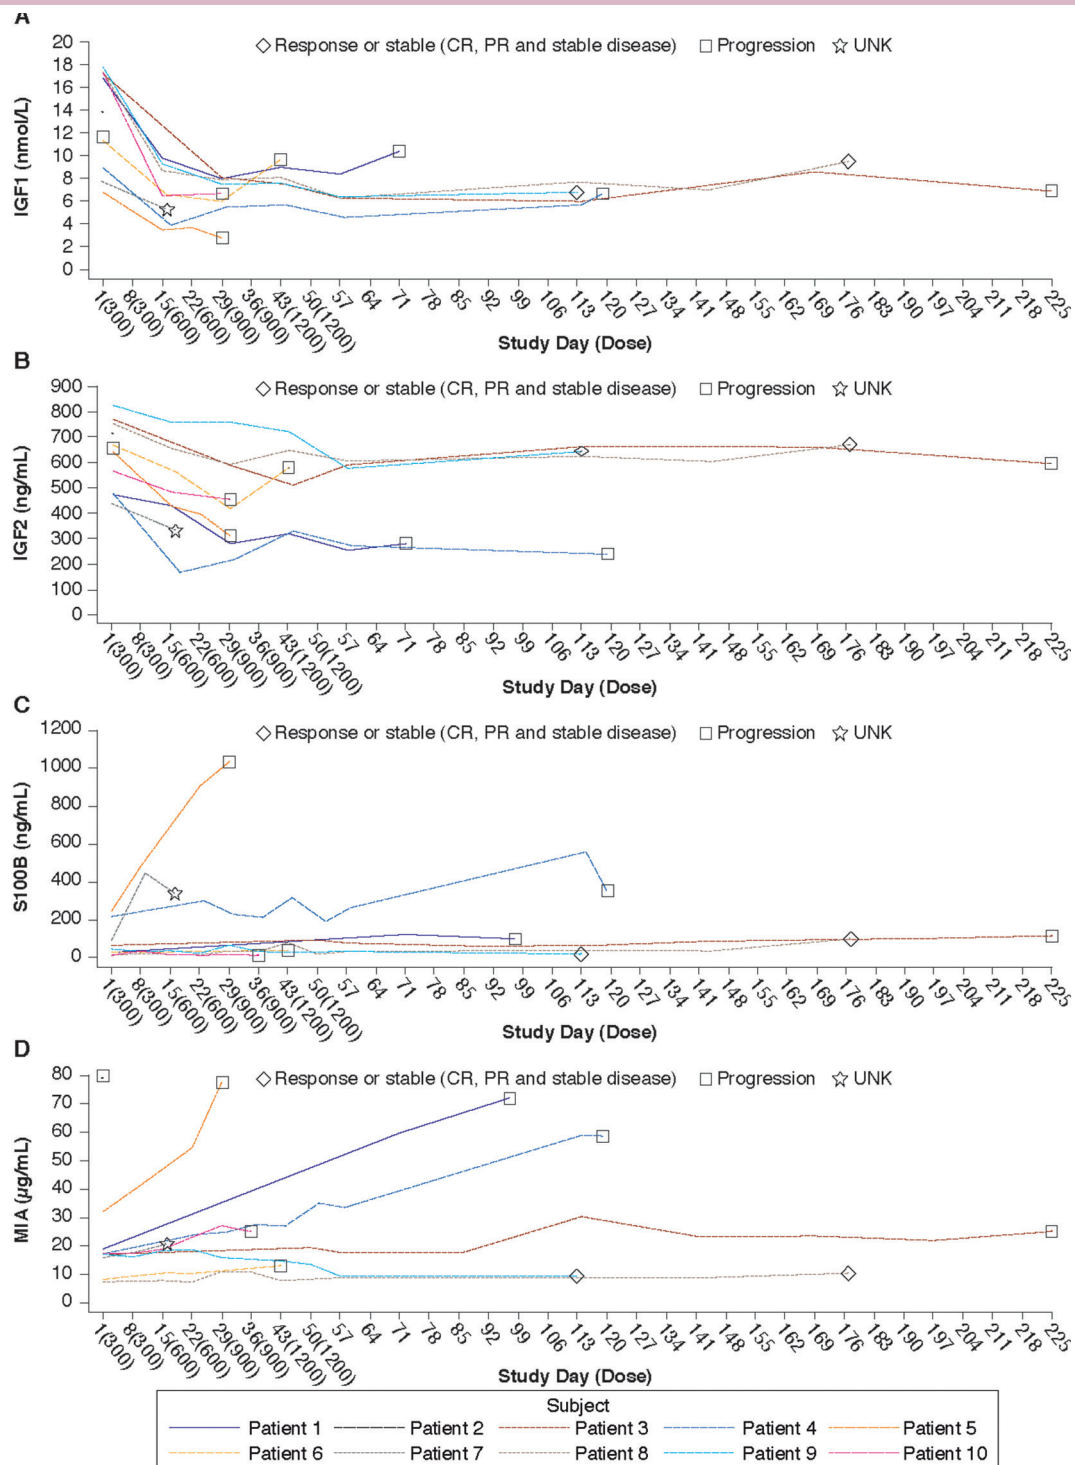 A
Response or stable (CR, PR and stable disease) Progression UNK
IGF1 (nmol/L)
20
18
16
14
12
10
8
6
4
2
0
1(300) 8(300) 15(600) 22(600) 29(900) 36(900) 43(1200) 50(1200) 57 64 71 78 85 92 99 106 113 120 127 134 141 148 155 162 169 176 183 190 197 204 211 218 225
Study Day (Dose)
B
Response or stable (CR, PR and stable disease) Progression UNK
IGF2 (ng/mL)
900
800
700
600
500
400
300
200
100
0
1(300) 8(300) 15(600) 22(600) 29(900) 36(900) 43(1200) 50(1200) 57 64 71 78 85 92 99 106 113 120 127 134 141 148 155 162 169 176 183 190 197 204 211 218 225
Study Day (Dose)
C
Response or stable (CR, PR and stable disease) Progression UNK
S100B (ng/mL)
1200
1000
800
600
400
200
0
1(300) 8(300) 15(600) 22(600) 29(900) 36(900) 43(1200) 50(1200) 57 64 71 78 85 92 99 106 113 120 127 134 141 148 155 162 169 176 183 190 197 204 211 218 225
Study Day (Dose)
D
Response or stable (CR, PR and stable disease) Progression UNK
MIA (µg/mL)
80
70
60
50
40
30
20
10
0
1(300) 8(300) 15(600) 22(600) 29(900) 36(900) 43(1200) 50(1200) 57 64 71 78 85 92 99 106 113 120 127 134 141 148 155 162 169 176 183 190 197 204 211 218 225
Study Day (Dose)
Subject
Patient 1 Patient 2 Patient 3 Patient 4 Patient 5
Patient 6 Patient 7 Patient 8 Patient 9 Patient 10